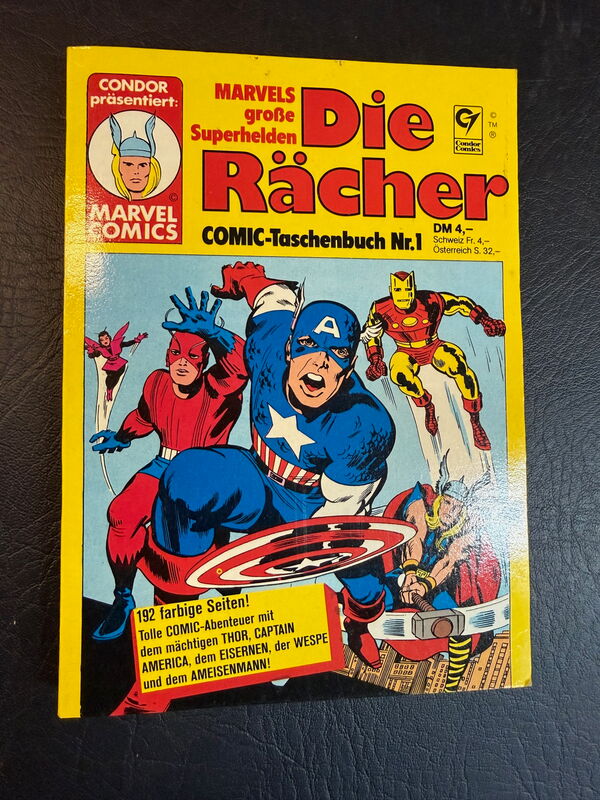 CONDOR
präsentiert:
©
MARVEL
COMICS
MARVELS
große
Superhelden
Die
Rächer
Condor
Comics
©
TM
®
COMIC-Taschenbuch Nr.1
DM 4,–
Schweiz Fr. 4,–
Österreich S. 32,–
A
192 farbige Seiten!
Tolle COMIC-Abenteuer mit
dem mächtigen THOR, CAPTAIN
AMERICA, dem EISERNEN, der WESPE
und dem AMEISENMANN!